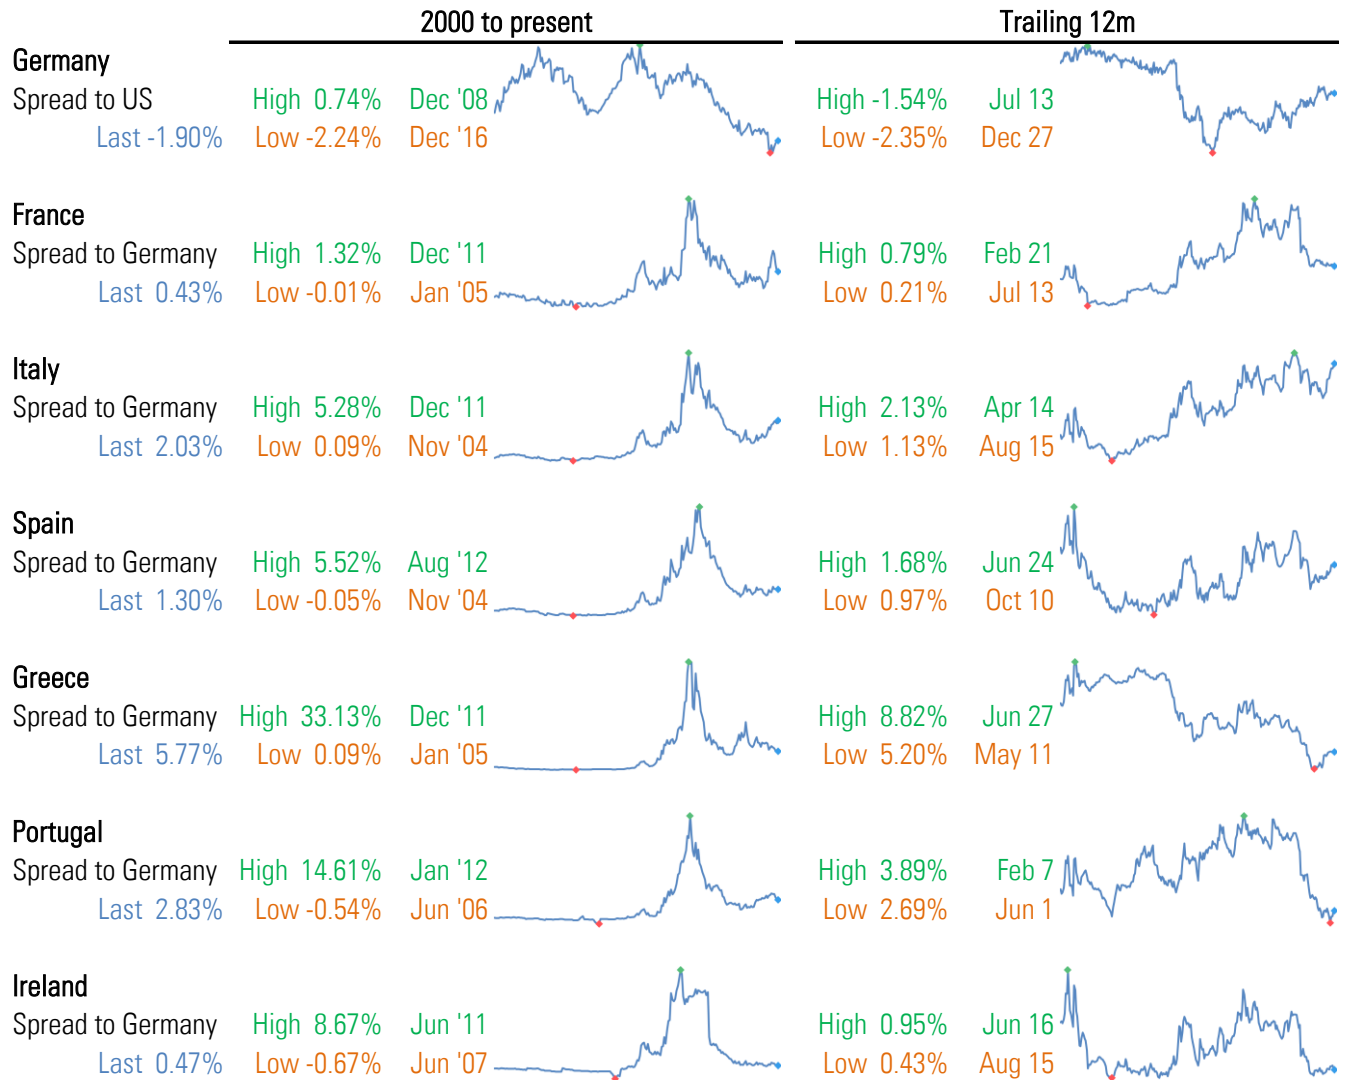 2000 to present Trailing 12m
Germany
Spread to US High 0.74% Dec '08 High -1.54% Jul 13
Last -1.90% Low -2.24% Dec '16 Low -2.35% Dec 27
France
Spread to Germany High 1.32% Dec '11 High 0.79% Feb 21
Last 0.43% Low -0.01% Jan '05 Low 0.21% Jul 13
Italy
Spread to Germany High 5.28% Dec '11 High 2.13% Apr 14
Last 2.03% Low 0.09% Nov '04 Low 1.13% Aug 15
Spain
Spread to Germany High 5.52% Aug '12 High 1.68% Jun 24
Last 1.30% Low -0.05% Nov '04 Low 0.97% Oct 10
Greece
Spread to Germany High 33.13% Dec '11 High 8.82% Jun 27
Last 5.77% Low 0.09% Jan '05 Low 5.20% May 11
Portugal
Spread to Germany High 14.61% Jan '12 High 3.89% Feb 7
Last 2.83% Low -0.54% Jun '06 Low 2.69% Jun 1
Ireland
Spread to Germany High 8.67% Jun '11 High 0.95% Jun 16
Last 0.47% Low -0.67% Jun '07 Low 0.43% Aug 15